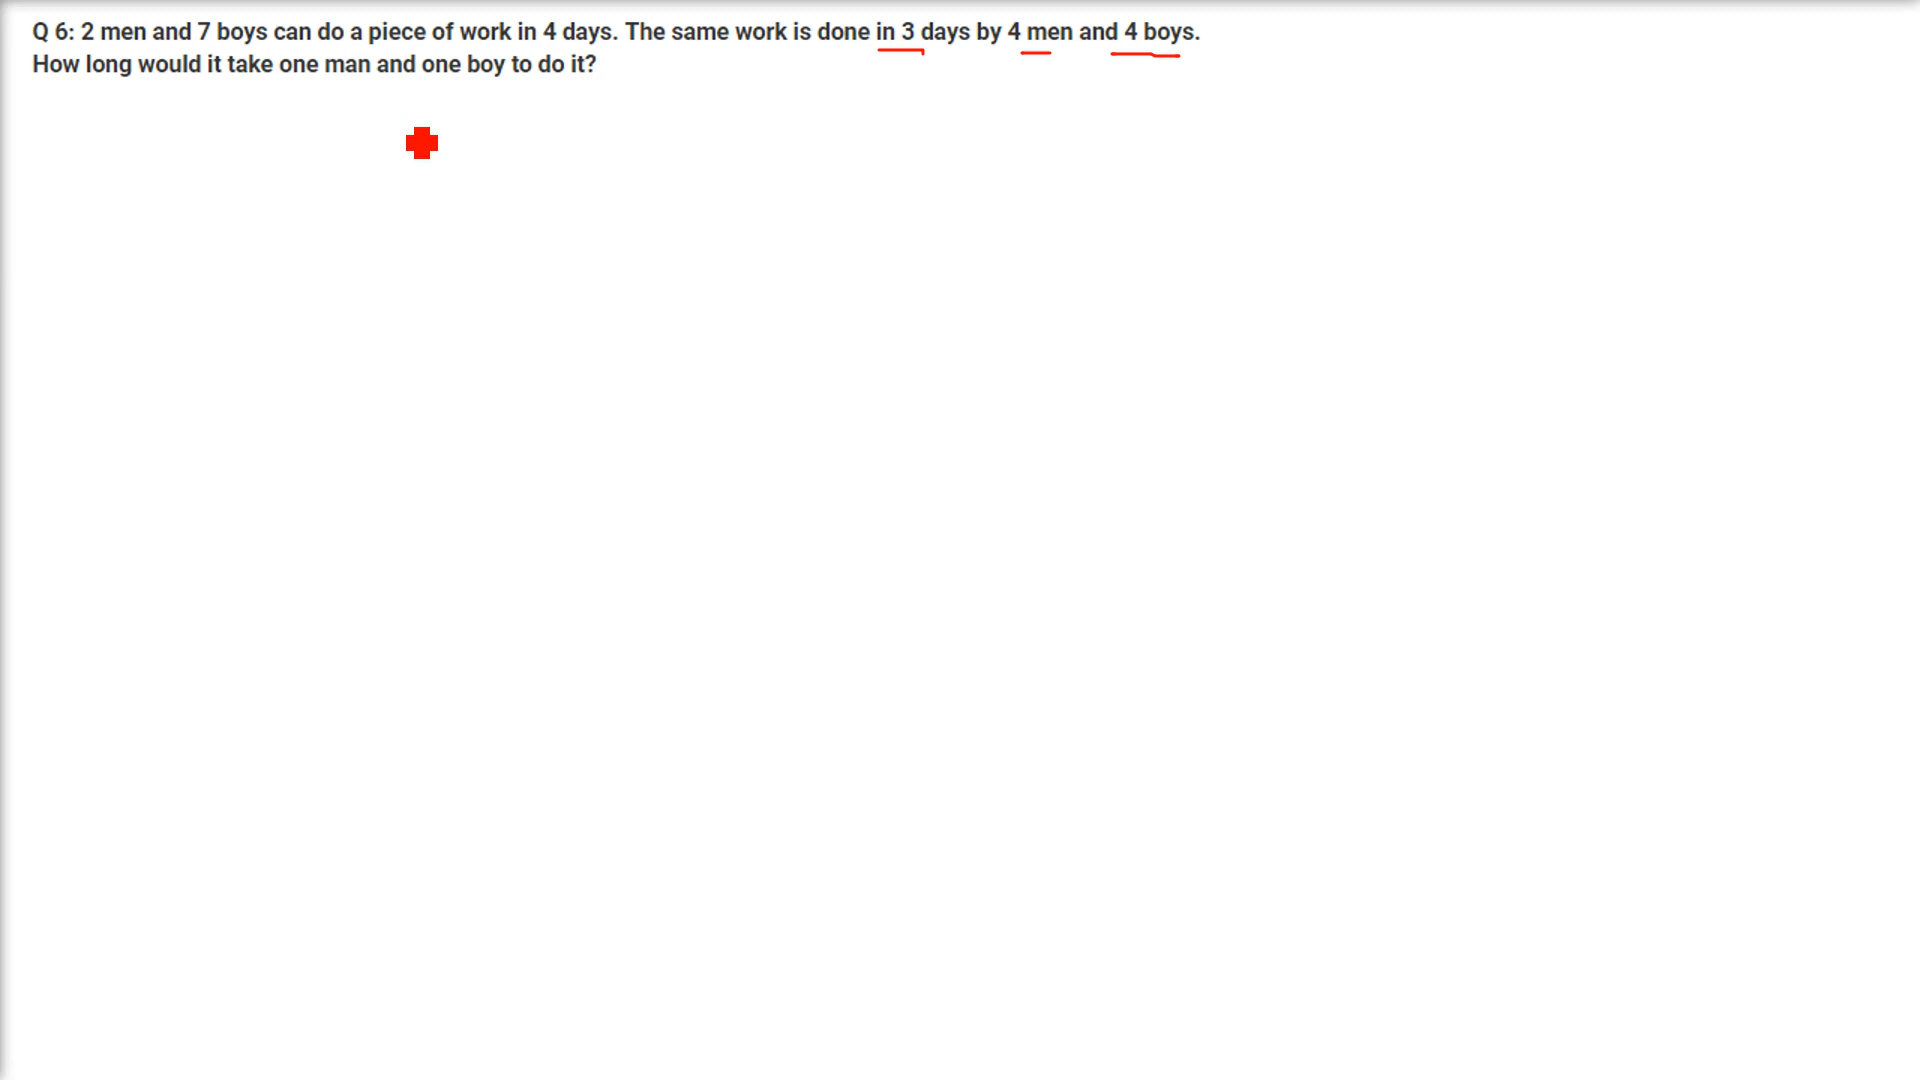 Q 6: 2 men and 7 boys can do a piece of work in 4 days. The same work is done in 3 days by 4 men and 4 boys.
How long would it take one man and one boy to do it?